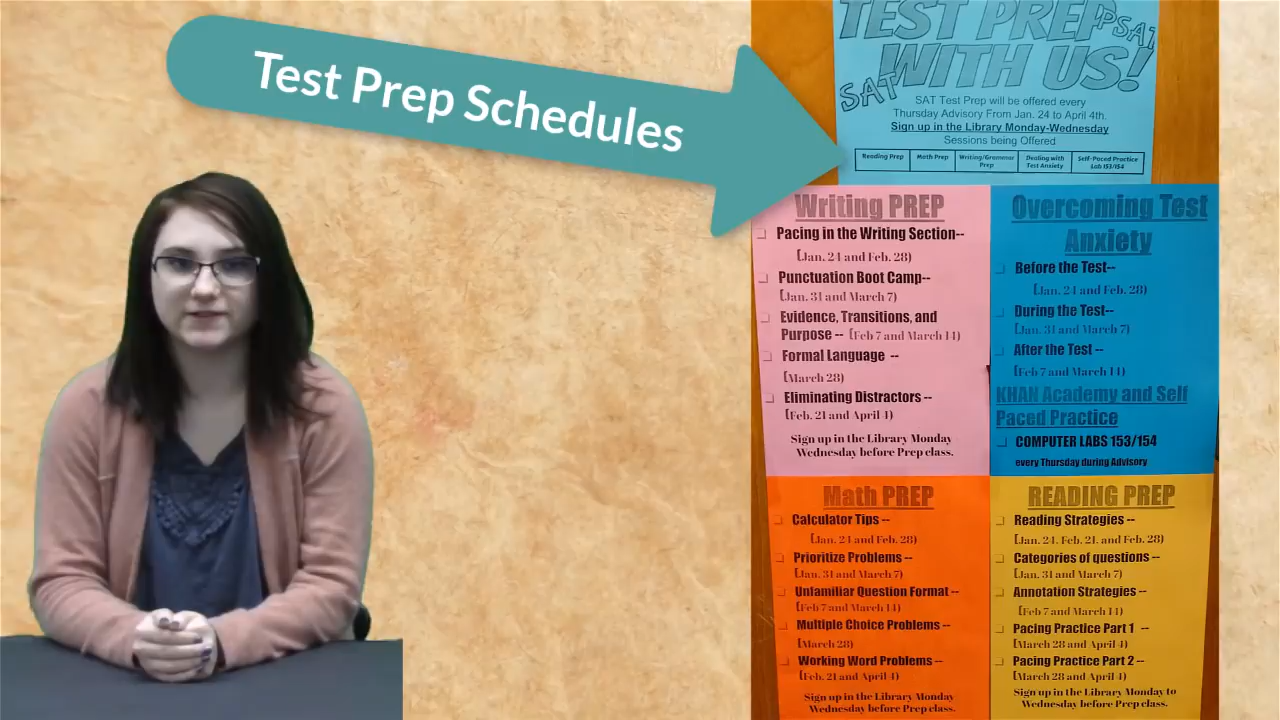 Test Prep Schedules
TEST PREP
PSAT
WITH US!
SAT
SAT Test Prep will be offered every
Thursday Advisory From Jan. 24 to April 4th.
Sign up in the Library Monday-Wednesday
Sessions being Offered
Reading Prep Math Prep Writing/Grammar Prep Dealing with Test Anxiety Self-Paced Practice Lab 153/154
Writing PREP
Pacing in the Writing Section--
(Jan. 24 and Feb. 28)
Punctuation Boot Camp--
(Jan. 31 and March 7)
Evidence, Transitions, and
Purpose -- (Feb 7 and March 14)
Formal Language --
(March 28)
Eliminating Distractors --
(Feb. 21 and April 4)
Sign up in the Library Monday
Wednesday before Prep class.
Overcoming Test
Anxiety
Before the Test--
(Jan. 24 and Feb. 28)
During the Test--
(Jan. 31 and March 7)
After the Test --
(Feb 7 and March 14)
KHAN Academy and Self
Paced Practice
COMPUTER LABS 153/154
every Thursday during Advisory
Math PREP
Calculator Tips --
(Jan. 24 and Feb. 28)
Prioritize Problems --
(Jan. 31 and March 7)
Unfamiliar Question Format --
(Feb 7 and March 14)
Multiple Choice Problems --
(March 28)
Working Word Problems --
(Feb. 21 and April 4)
Sign up in the Library Monday
Wednesday before Prep class.
READING PREP
Reading Strategies --
(Jan. 24. Feb. 21. and Feb. 28)
Categories of questions --
(Jan. 31 and March 7)
Annotation Strategies --
(Feb 7 and March 14)
Pacing Practice Part 1 --
(March 28 and April 4)
Pacing Practice Part 2 --
(March 28 and April 4)
Sign up in the Library Monday to
Wednesday before Prep class.